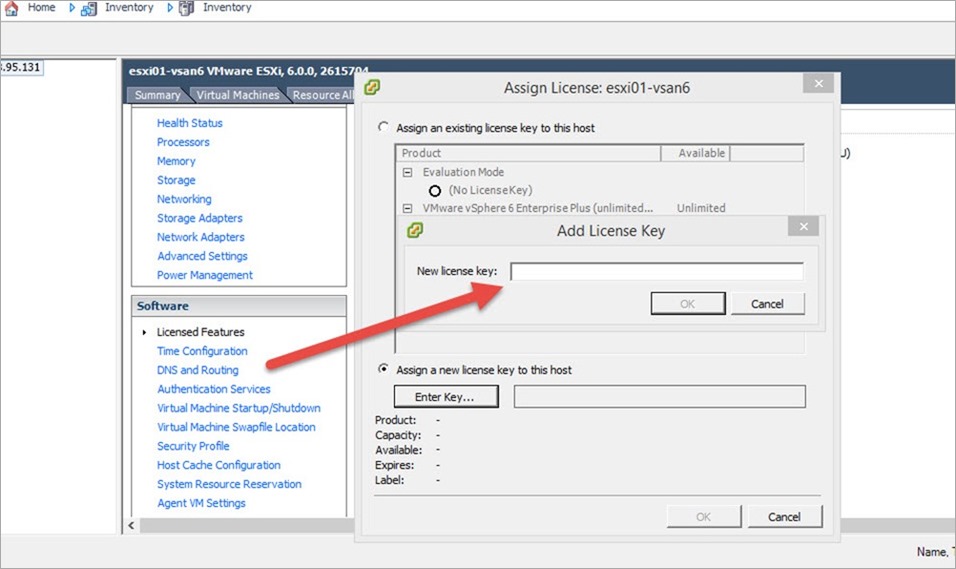 Home Inventory Inventory
.95.131
esxi01-vsan6 VMware ESXi, 6.0.0, 2615704
Summary Virtual Machines Resource All
Health Status
Processors
Memory
Storage
Networking
Storage Adapters
Network Adapters
Advanced Settings
Power Management
Software
Licensed Features
Time Configuration
DNS and Routing
Authentication Services
Virtual Machine Startup/Shutdown
Virtual Machine Swapfile Location
Security Profile
Host Cache Configuration
System Resource Reservation
Agent VM Settings
Assign License: esxi01-vsan6
Assign an existing license key to this host
Product Available
Evaluation Mode
(No License Key)
VMware vSphere 6 Enterprise Plus (unlimited... Unlimited
Add License Key
New license key:
OK Cancel
Assign a new license key to this host
Enter Key...
Product: -
Capacity: -
Available: -
Expires: -
Label: -
OK Cancel
U)
Name,